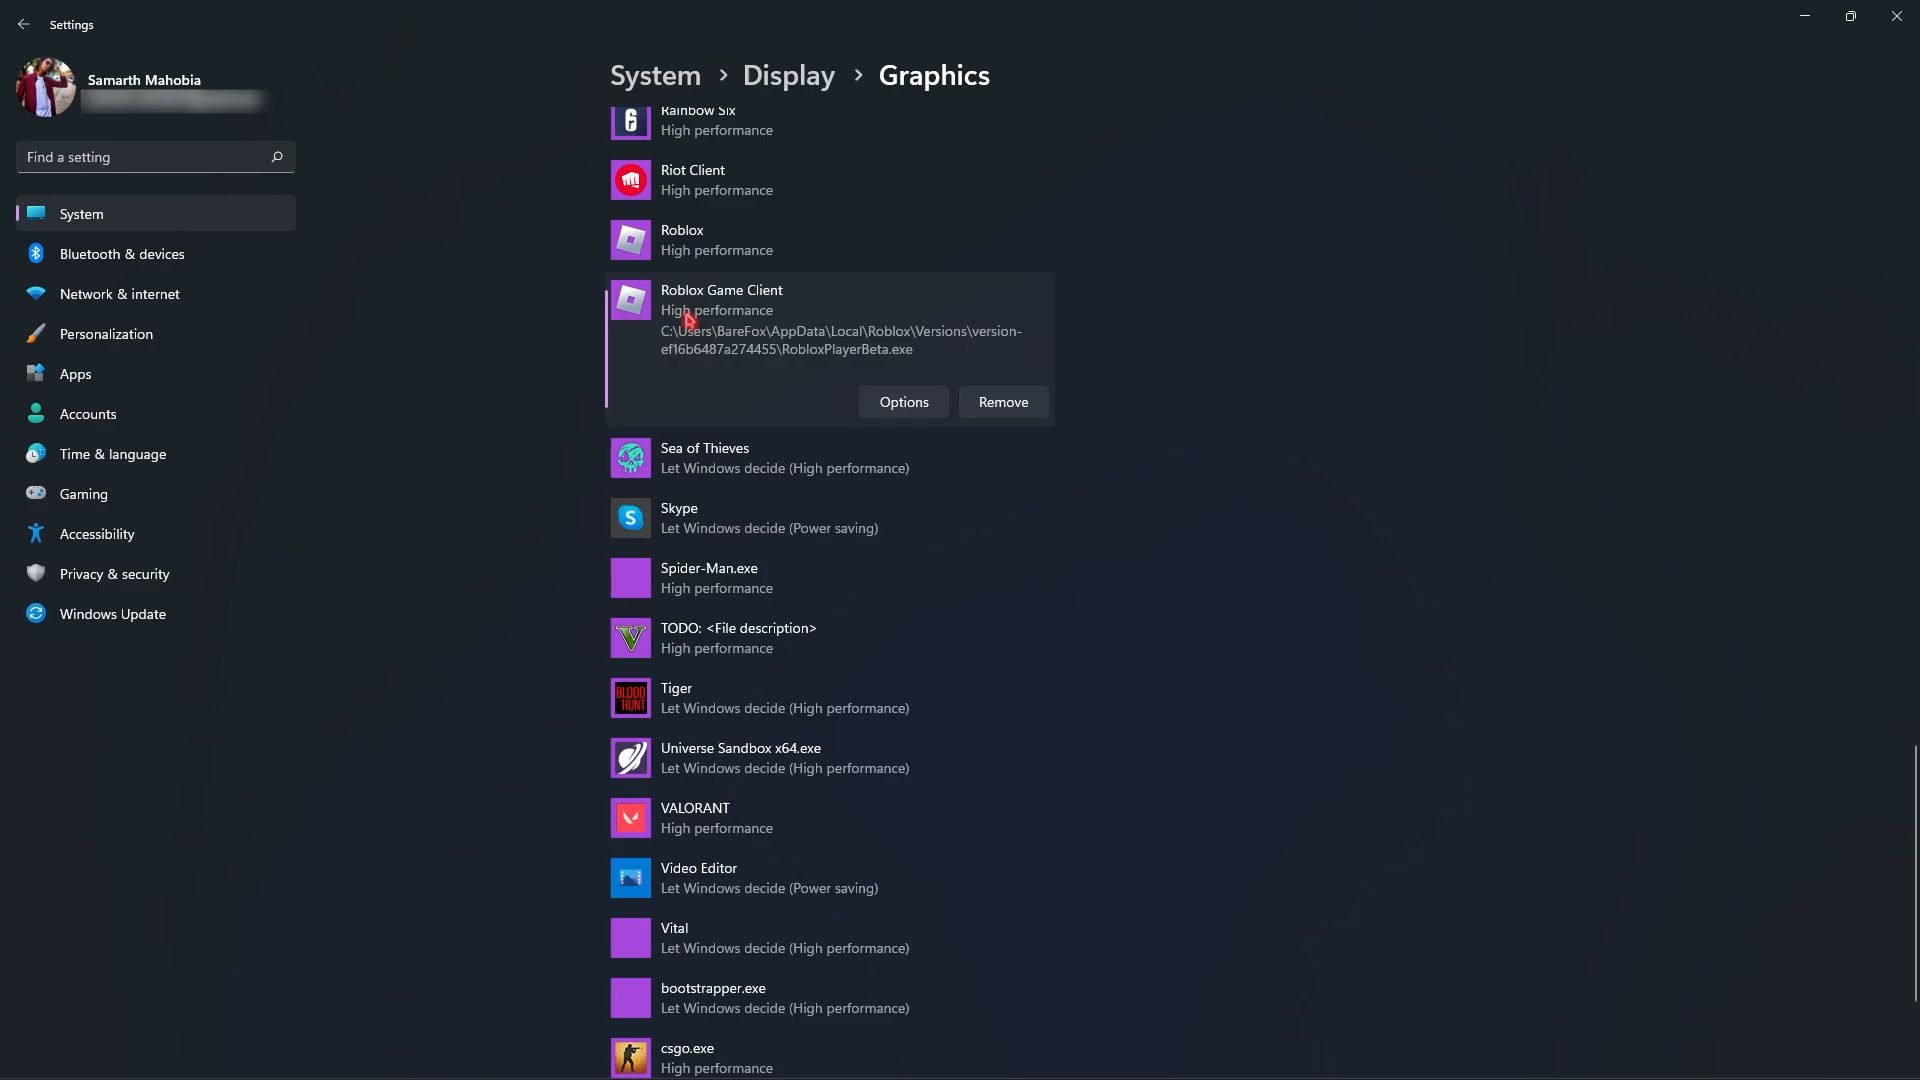 Settings
Samarth Mahobia
Find a setting
System
Bluetooth & devices
Network & internet
Personalization
Apps
Accounts
Time & language
Gaming
Accessibility
Privacy & security
Windows Update
System > Display > Graphics
Rainbow Six
High performance
Riot Client
High performance
Roblox
High performance
Roblox Game Client
High performance
C:\Users\BareFox\AppData\Local\Roblox\Versions\version-
ef16b6487a274455\RobloxPlayerBeta.exe
Options
Remove
Sea of Thieves
Let Windows decide (High performance)
S
Skype
Let Windows decide (Power saving)
Spider-Man.exe
High performance
V
TODO: <File description>
High performance
BLOOD
HUNT
Tiger
Let Windows decide (High performance)
Universe Sandbox x64.exe
Let Windows decide (High performance)
VALORANT
High performance
Video Editor
Let Windows decide (Power saving)
Vital
Let Windows decide (High performance)
bootstrapper.exe
Let Windows decide (High performance)
csgo.exe
High performance